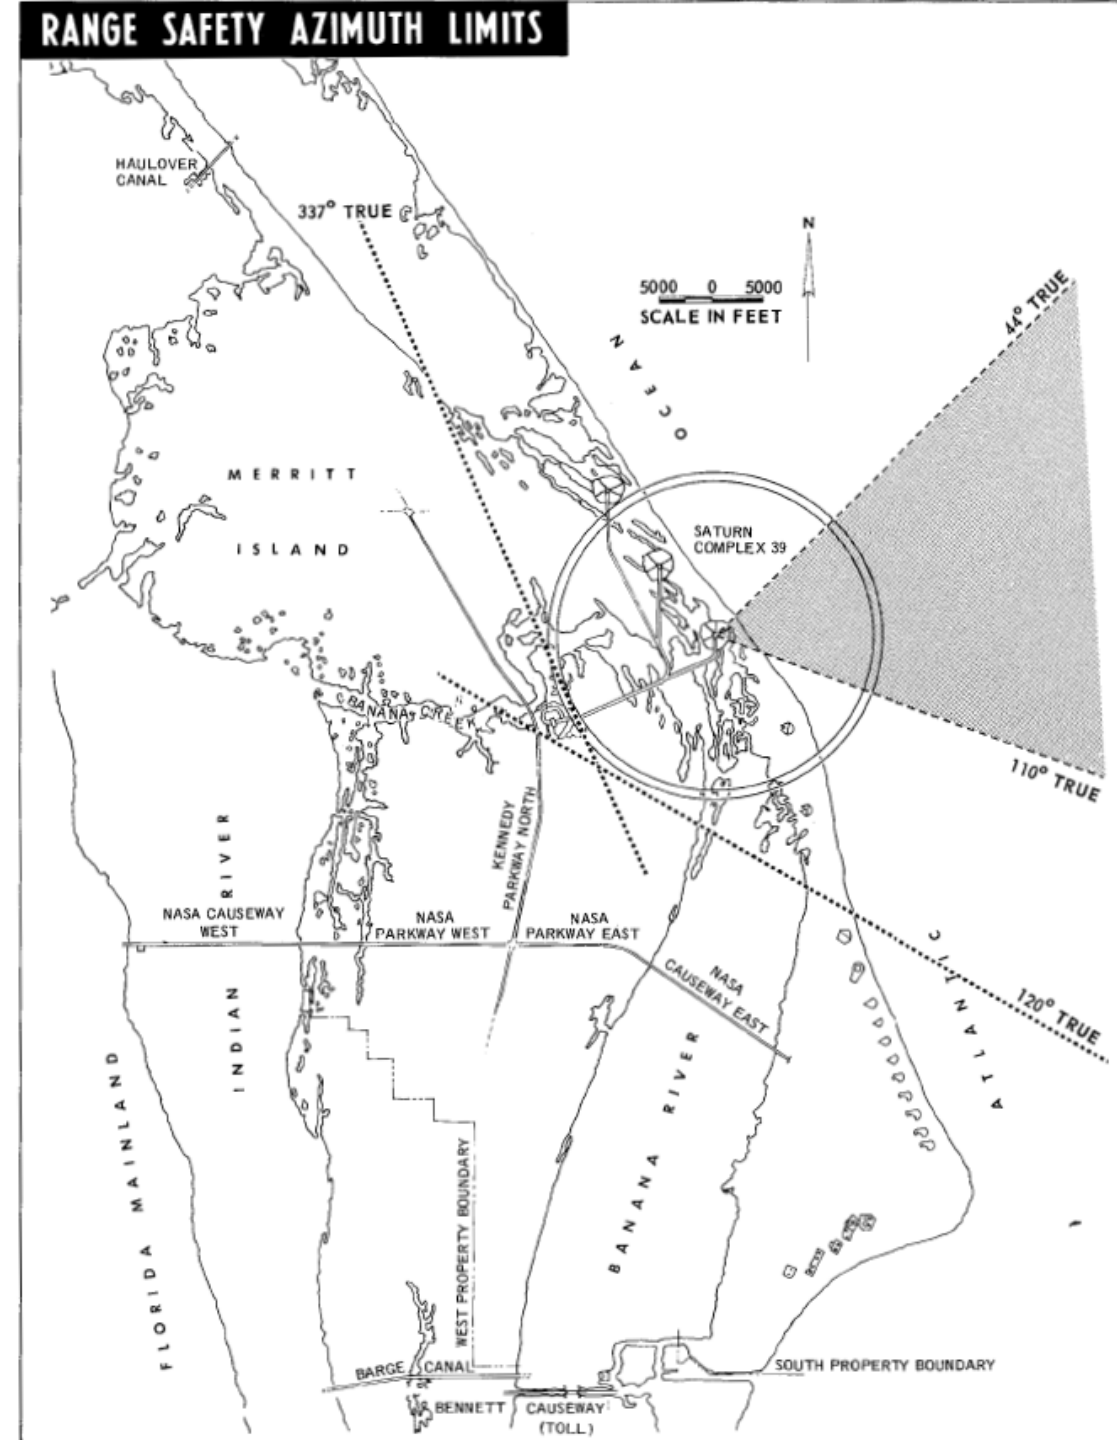 RANGE SAFETY AZIMUTH LIMITS
HAULOVER
CANAL
337° TRUE
N
5000 0 5000
SCALE IN FEET
44° TRUE
OCEAN
MERRITT
ISLAND
SATURN
COMPLEX 39
BANANA CREEK
110° TRUE
KENNEDY
PARKWAY NORTH
INDIAN RIVER
NASA CAUSEWAY
WEST
NASA
PARKWAY WEST
NASA
PARKWAY EAST
NASA
CAUSEWAY EAST
120° TRUE
ATLANTIC
FLORIDA MAINLAND
BANANA RIVER
WEST PROPERTY BOUNDARY
BARGE CANAL
SOUTH PROPERTY BOUNDARY
BENNETT CAUSEWAY
(TOLL)